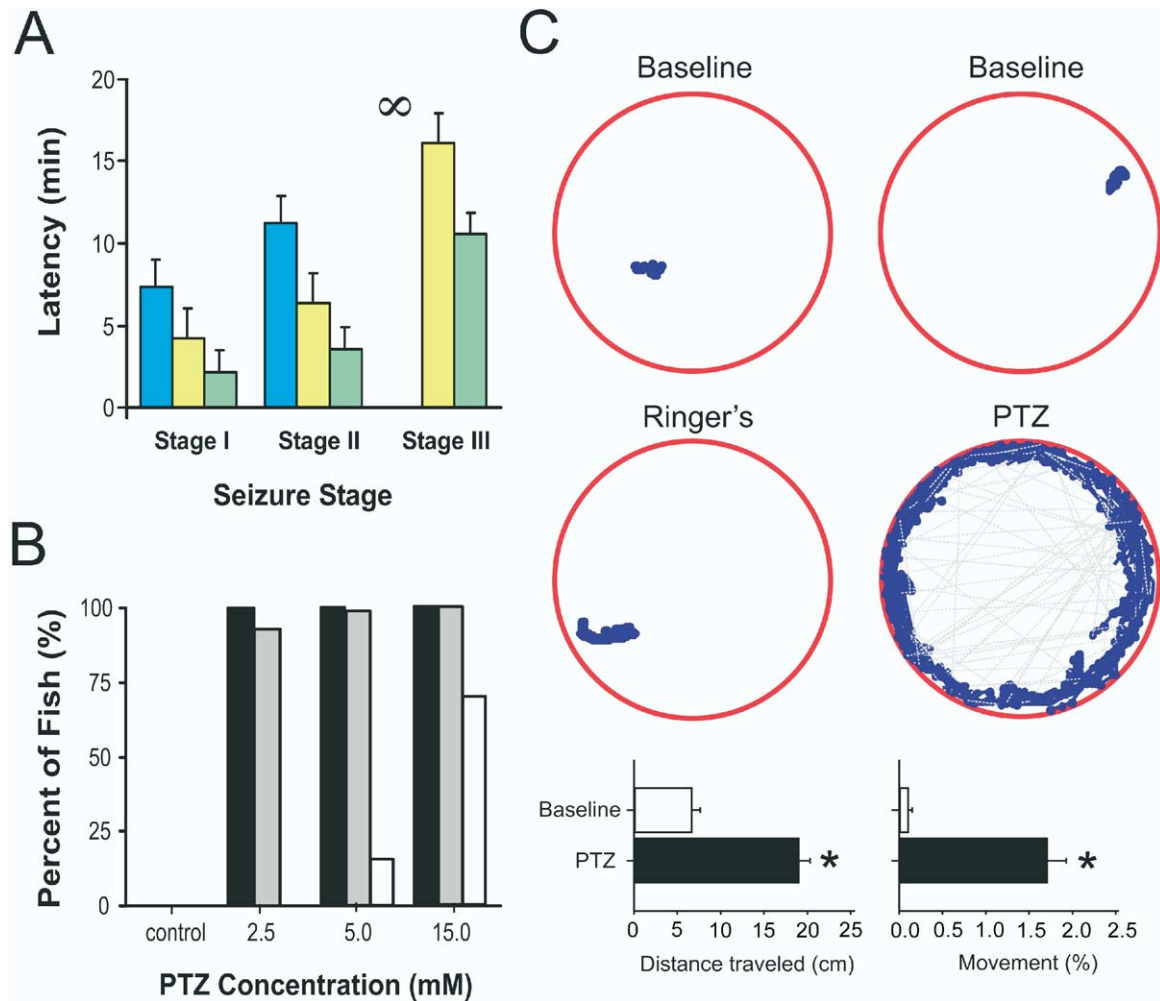 A
20
15
10
5
0
Latency (min)
∞
Stage I Stage II Stage III
Seizure Stage
B
100
75
50
25
0
Percent of Fish (%)
control 2.5 5.0 15.0
PTZ Concentration (mM)
C
Baseline Baseline
Ringer's PTZ
Baseline
PTZ
* *
0 5 10 15 20 25
Distance traveled (cm)
0.0 0.5 1.0 1.5 2.0 2.5
Movement (%)